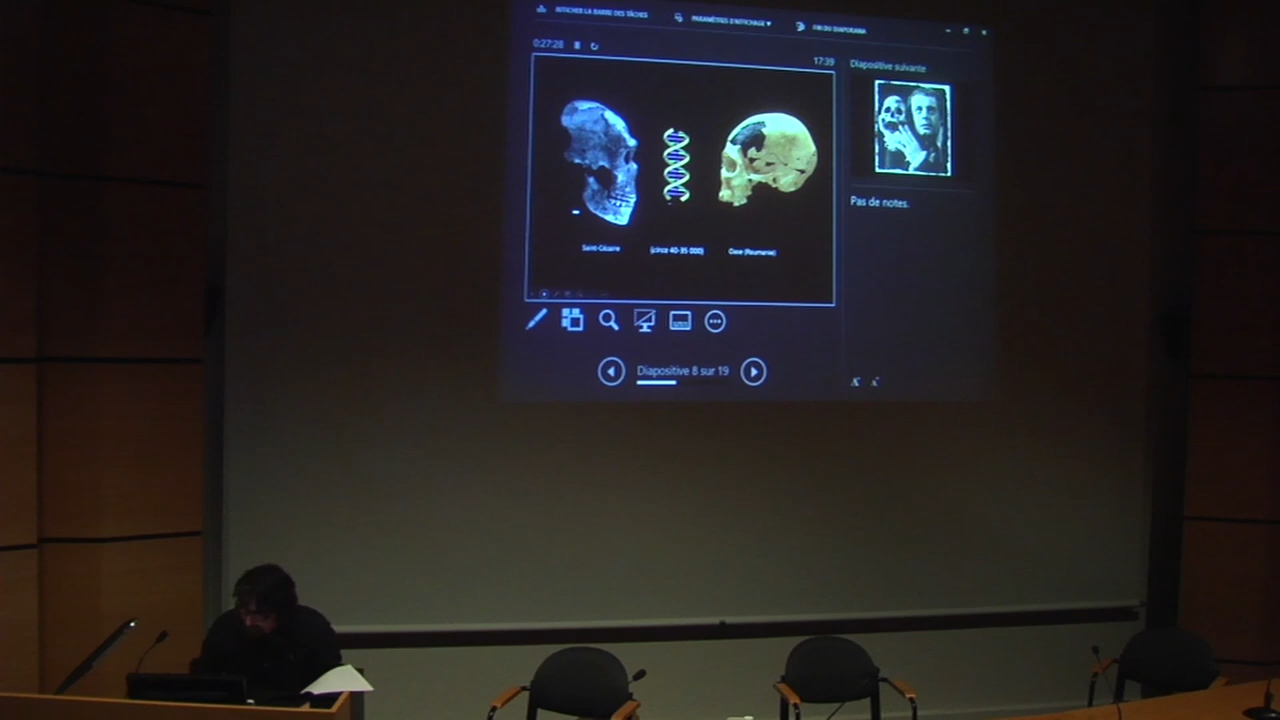 AFFICHER LA BARRE DES TÂCHES
PARAMÈTRES D'AFFICHAGE ▼
FIN DU DIAPORAMA
0:27:28
17:39
Diapositive suivante
Saint-Césaire
(circa 40-35 000)
Oase (Roumanie)
Pas de notes.
Diapositive 8 sur 19